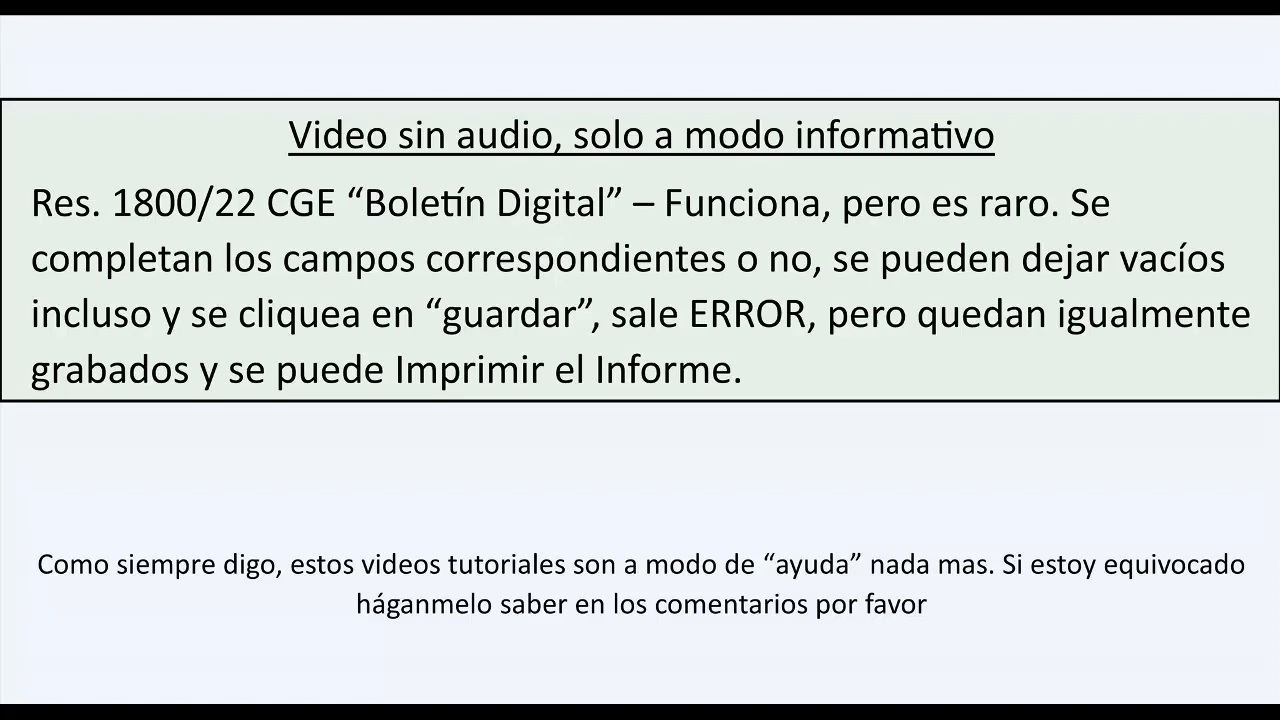 Video sin audio, solo a modo informativo
Res. 1800/22 CGE “Boletín Digital” – Funciona, pero es raro. Se
completan los campos correspondientes o no, se pueden dejar vacíos
incluso y se cliquea en “guardar”, sale ERROR, pero quedan igualmente
grabados y se puede Imprimir el Informe.
Como siempre digo, estos videos tutoriales son a modo de “ayuda” nada mas. Si estoy equivocado
háganmelo saber en los comentarios por favor